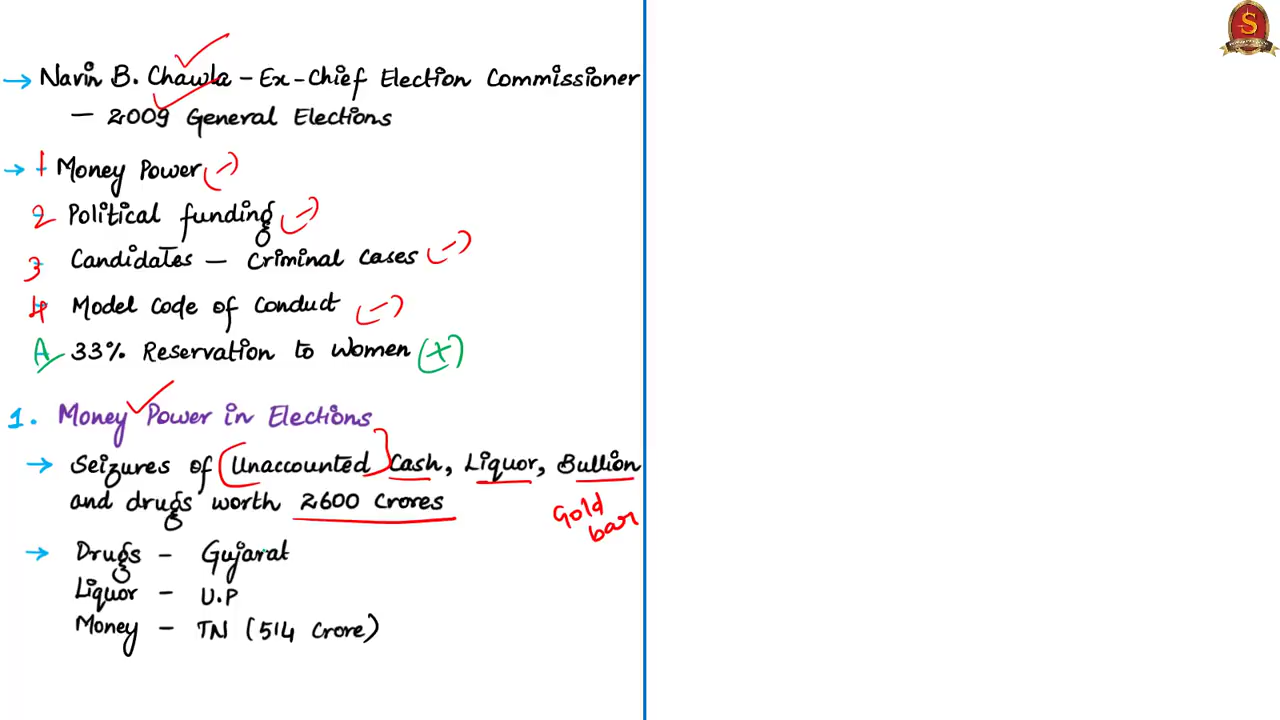 → Navin B. Chawla - Ex-Chief Election Commissioner
- 2009 General Elections
→ 1 Money Power (-)
2 Political funding (-)
3 Candidates - Criminal Cases (-)
4 Model Code of Conduct (-)
A 33% Reservation to Women (+)
1. Money Power in Elections
→ Seizures of (Unaccounted) Cash, Liquor, Bullion
and drugs worth 2600 Crores
Gold
bar
→ Drugs - Gujarat
Liquor - U.P
Money - TN (514 Crore)
S